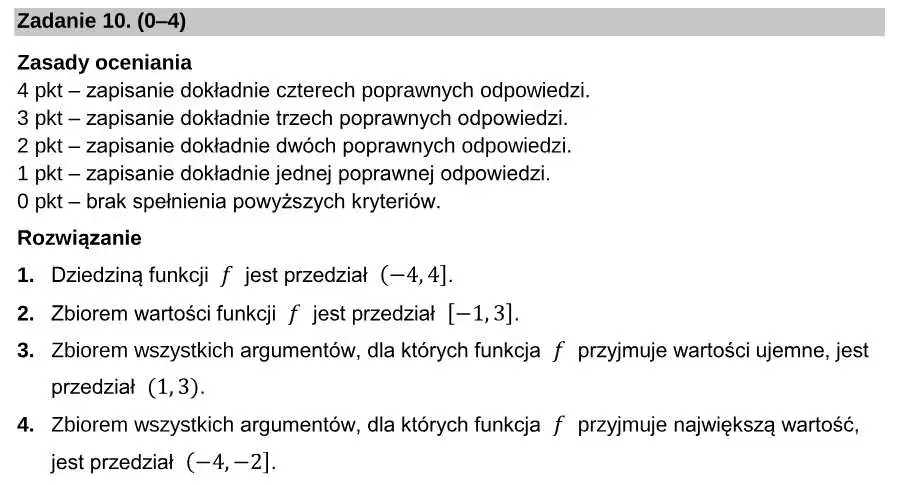 Zadanie 10. (0–4)
Zasady oceniania
4 pkt – zapisanie dokładnie czterech poprawnych odpowiedzi.
3 pkt – zapisanie dokładnie trzech poprawnych odpowiedzi.
2 pkt – zapisanie dokładnie dwóch poprawnych odpowiedzi.
1 pkt – zapisanie dokładnie jednej poprawnej odpowiedzi.
0 pkt – brak spełnienia powyższych kryteriów.
Rozwiązanie
1. Dziedziną funkcji f jest przedział (−4, 4].
2. Zbiorem wartości funkcji f jest przedział [−1, 3].
3. Zbiorem wszystkich argumentów, dla których funkcja f przyjmuje wartości ujemne, jest
przedział (1, 3).
4. Zbiorem wszystkich argumentów, dla których funkcja f przyjmuje największą wartość,
jest przedział (−4, −2].